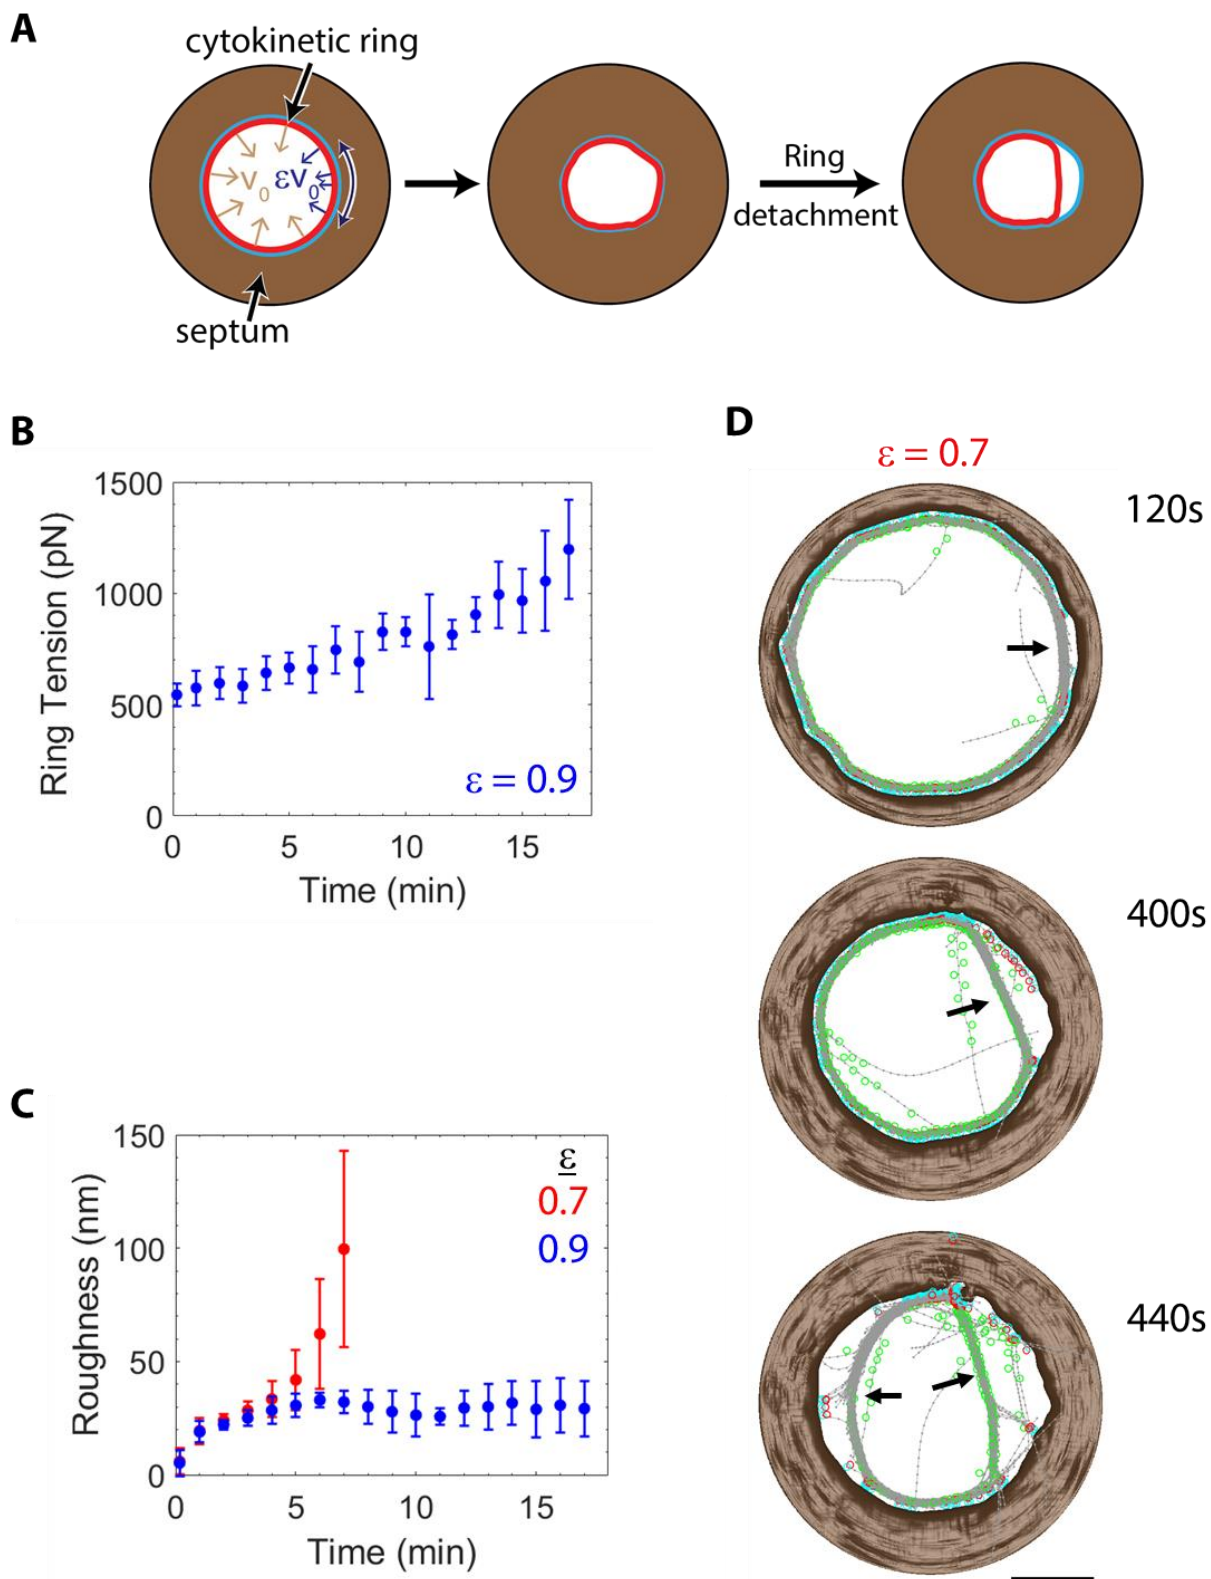 A
cytokinetic ring
v0 εv0
septum
Ring
detachment
B
Ring Tension (pN)
1500
1000
500
0
ε = 0.9
0 5 10 15
Time (min)
C
Roughness (nm)
150
100
50
0
ε
0.7
0.9
0 5 10 15
Time (min)
D
ε = 0.7
120s
400s
440s